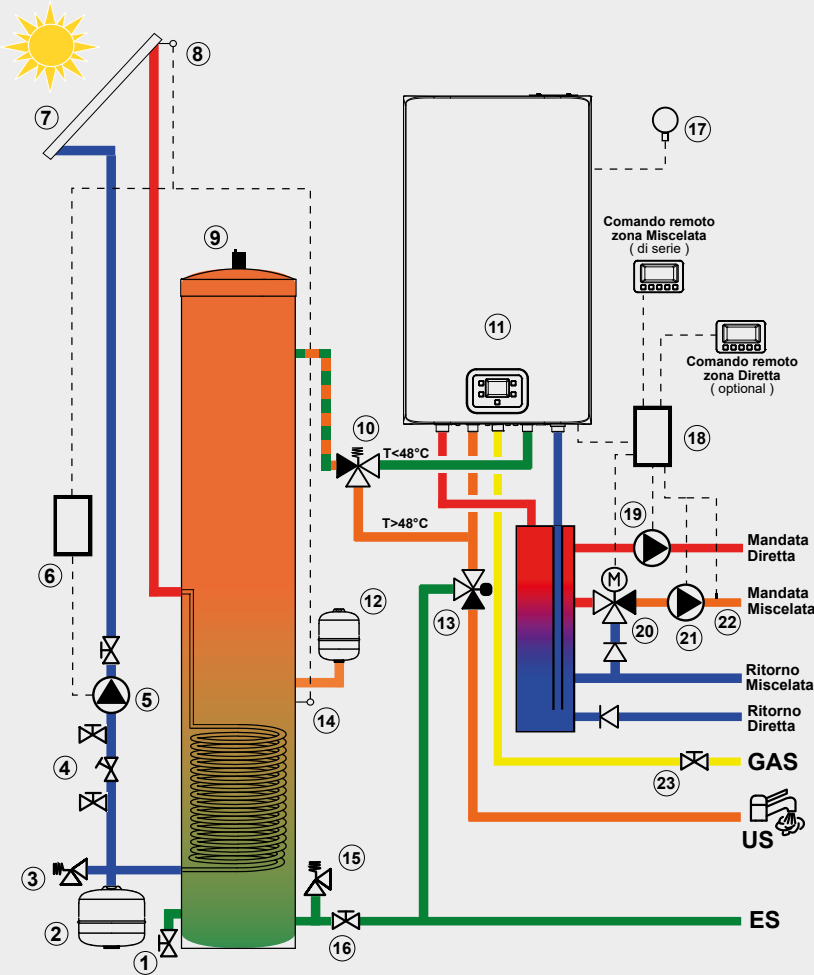 8
7
17
Comando remoto
zona Miscelata
( di serie )
9
11
Comando remoto
zona Diretta
( optional )
10
T<48°C
18
T>48°C
19
6
Mandata
Diretta
M
Mandata
Miscelata
12
13
20
21
22
5
14
Ritorno
Miscelata
Ritorno
Diretta
4
GAS
23
US
15
3
2
1
16
ES